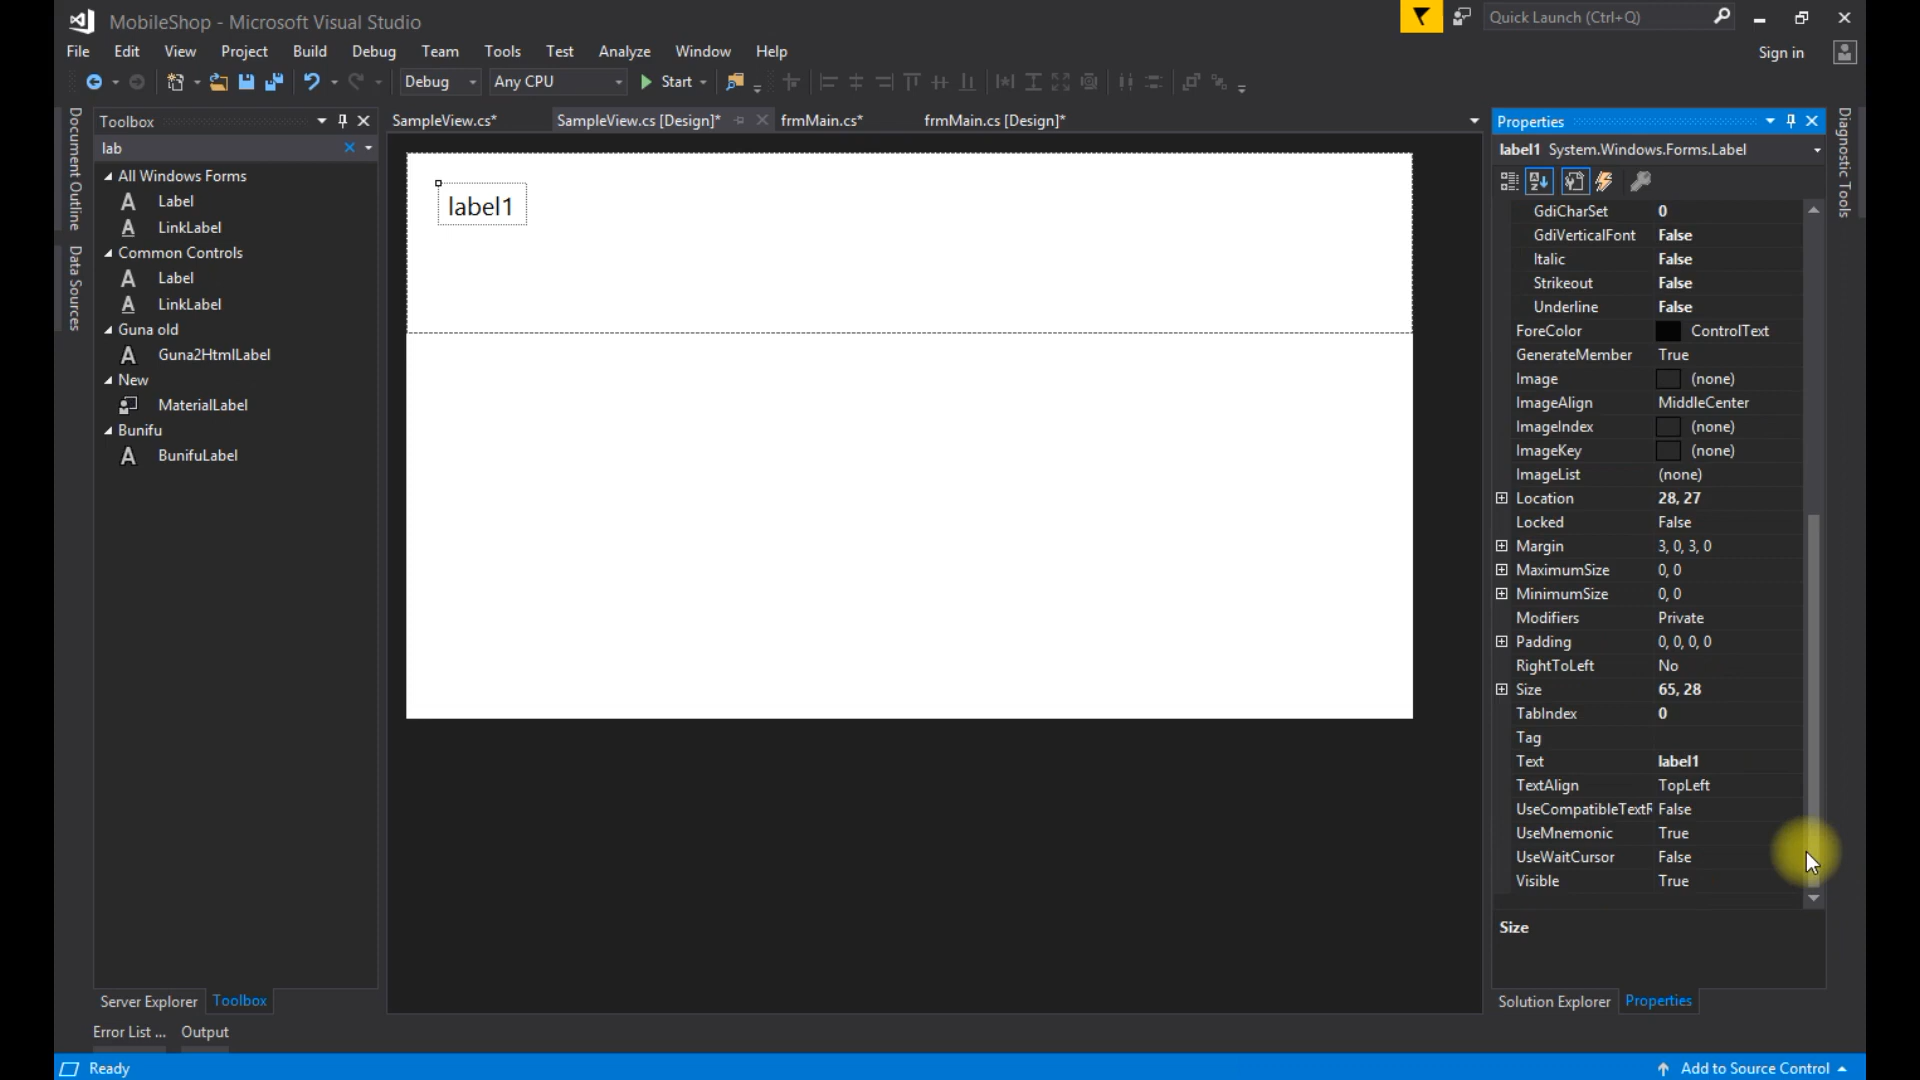 MobileShop - Microsoft Visual Studio
Quick Launch (Ctrl+Q)
File Edit View Project Build Debug Team Tools Test Analyze Window Help
Sign in
Debug Any CPU Start
Document Outline
Data Sources
Toolbox
lab
All Windows Forms
Label
LinkLabel
Common Controls
Label
LinkLabel
Guna old
Guna2HtmlLabel
New
MaterialLabel
Bunifu
BunifuLabel
Server Explorer Toolbox
Error List ... Output
SampleView.cs* SampleView.cs [Design]* frmMain.cs* frmMain.cs [Design]*
label1
Properties
label1 System.Windows.Forms.Label
GdiCharSet 0
GdiVerticalFont False
Italic False
Strikeout False
Underline False
ForeColor ControlText
GenerateMember True
Image (none)
ImageAlign MiddleCenter
ImageIndex (none)
ImageKey (none)
ImageList (none)
Location 28, 27
Locked False
Margin 3, 0, 3, 0
MaximumSize 0, 0
MinimumSize 0, 0
Modifiers Private
Padding 0, 0, 0, 0
RightToLeft No
Size 65, 28
TabIndex 0
Tag
Text label1
TextAlign TopLeft
UseCompatibleTextR False
UseMnemonic True
UseWaitCursor False
Visible True
Size
Solution Explorer Properties
Diagnostic Tools
Ready
Add to Source Control